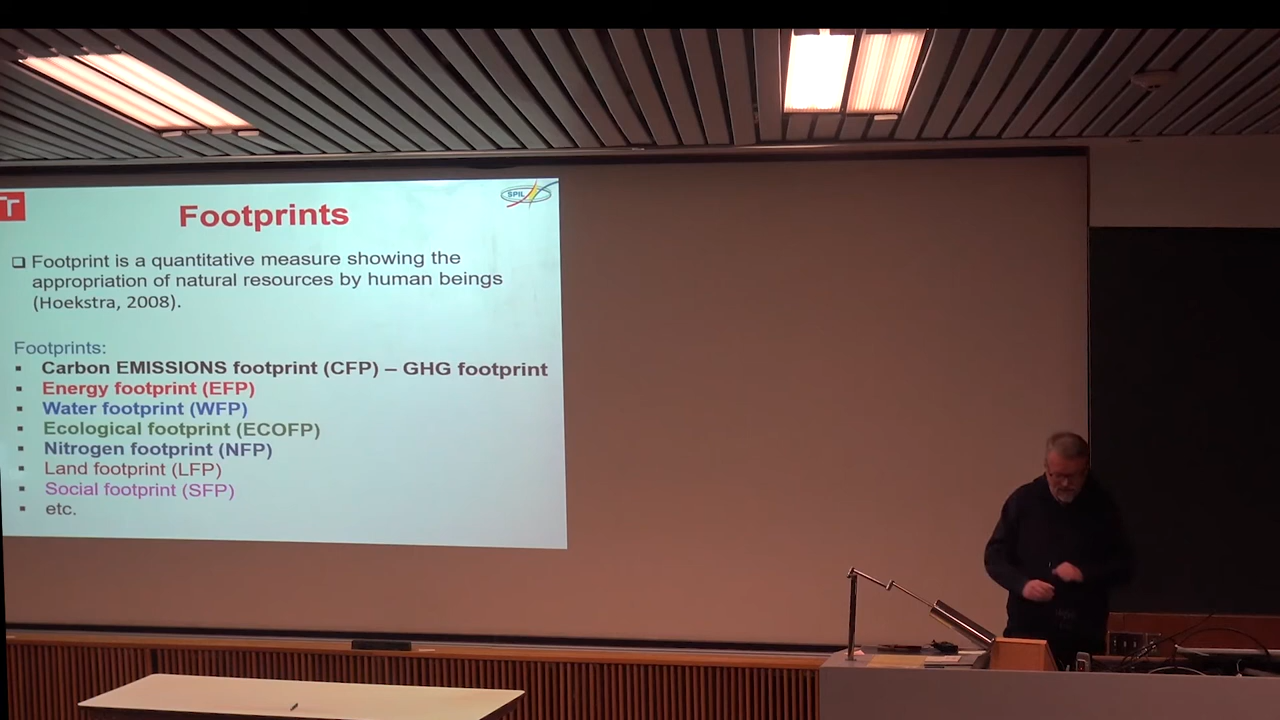 T
SPIL
Footprints
❑ Footprint is a quantitative measure showing the
appropriation of natural resources by human beings
(Hoekstra, 2008).
Footprints:
▪ Carbon EMISSIONS footprint (CFP) – GHG footprint
▪ Energy footprint (EFP)
▪ Water footprint (WFP)
▪ Ecological footprint (ECOFP)
▪ Nitrogen footprint (NFP)
▪ Land footprint (LFP)
▪ Social footprint (SFP)
▪ etc.